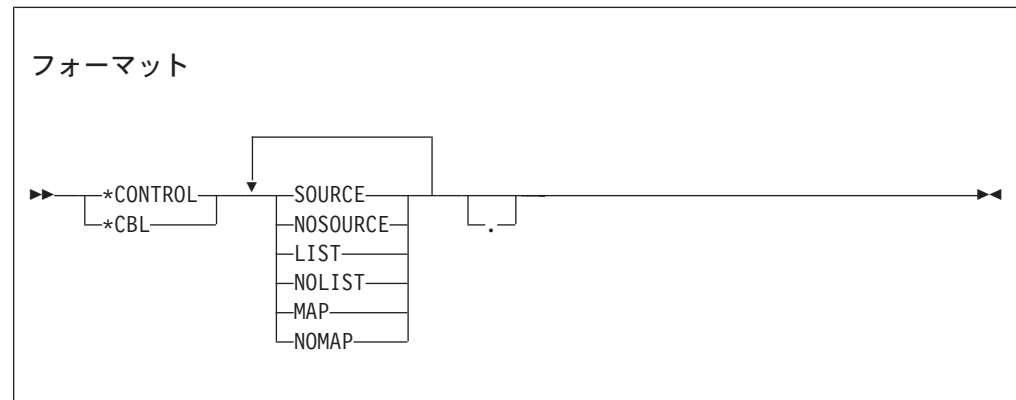 フォーマット
*CONTROL SOURCE .
*CBL NOSOURCE
LIST
NOLIST
MAP
NOMAP